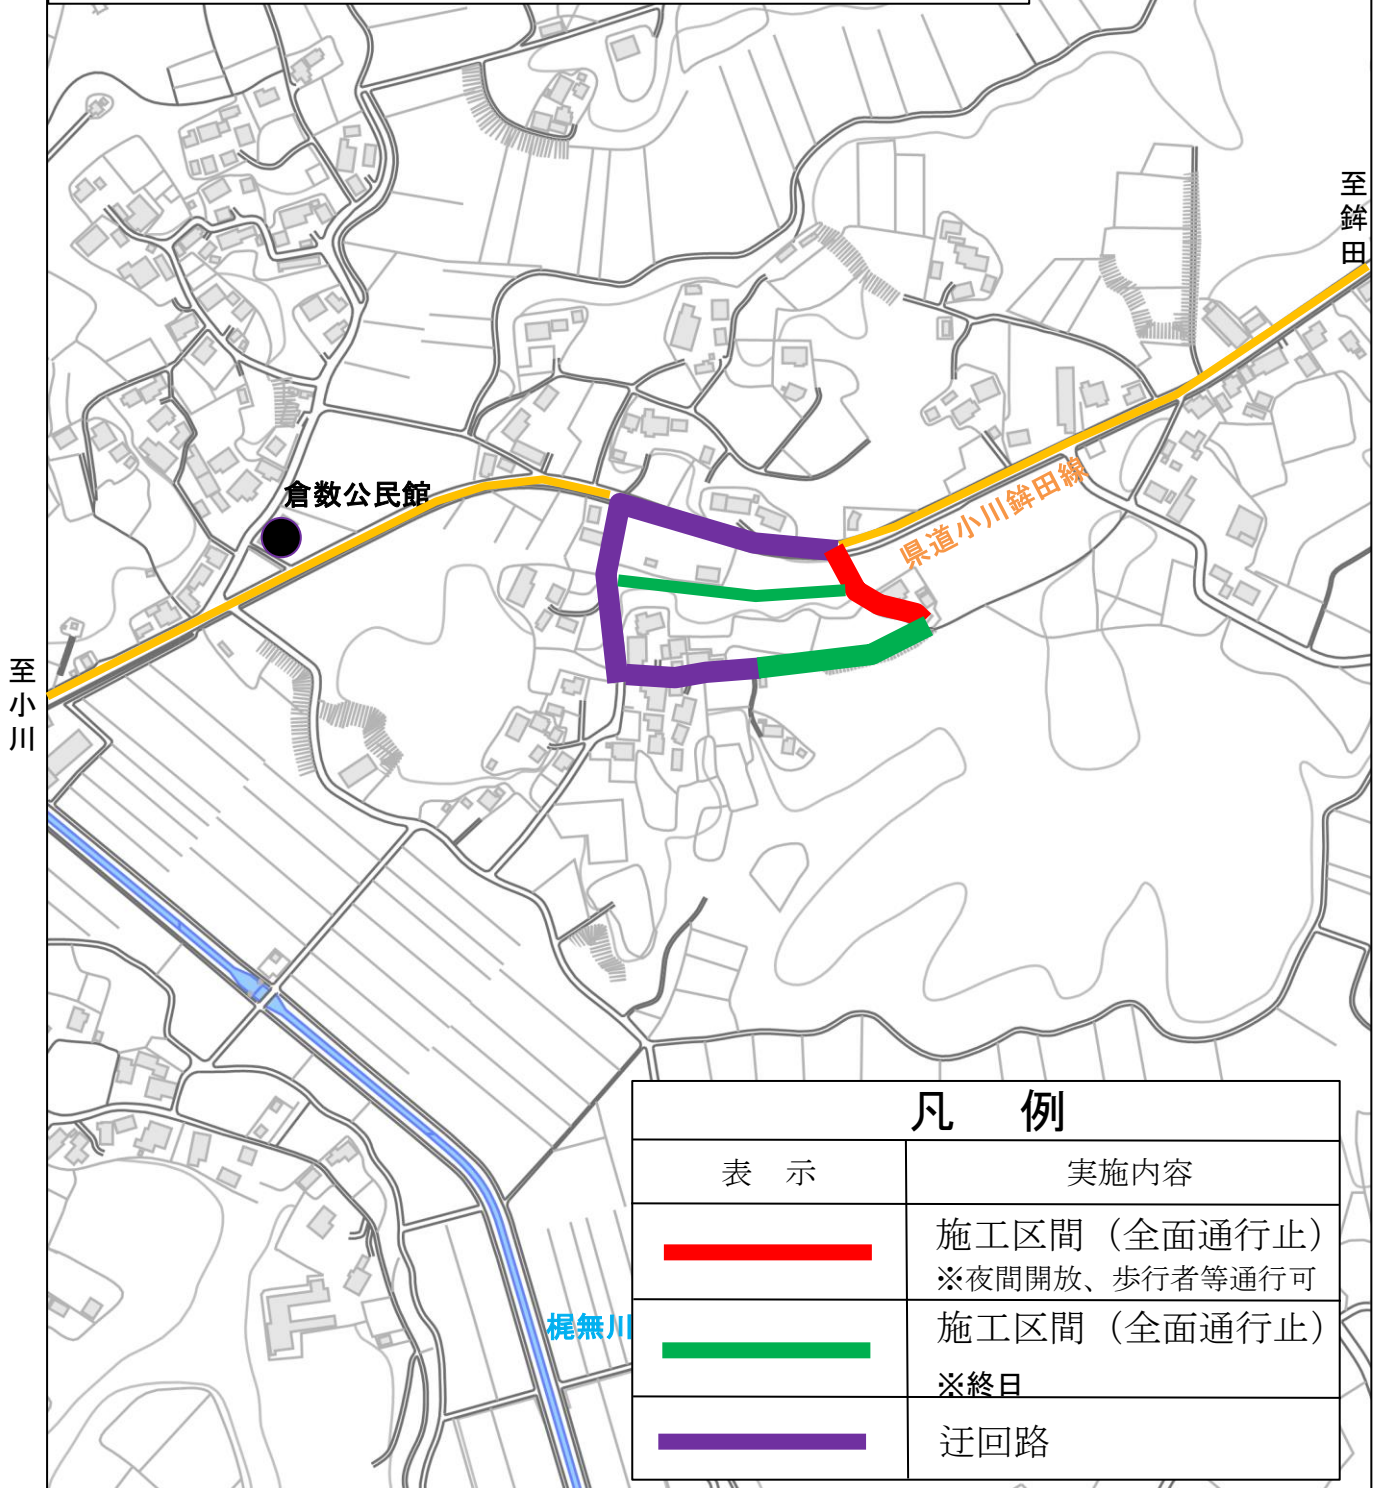 至鉾田
倉数公民館
県道小川鉾田線
至小川
凡 例
表 示
実施内容
施工区間（全面通行止）
※夜間開放、歩行者等通行可
施工区間（全面通行止）
※終日
迂回路
梶無川